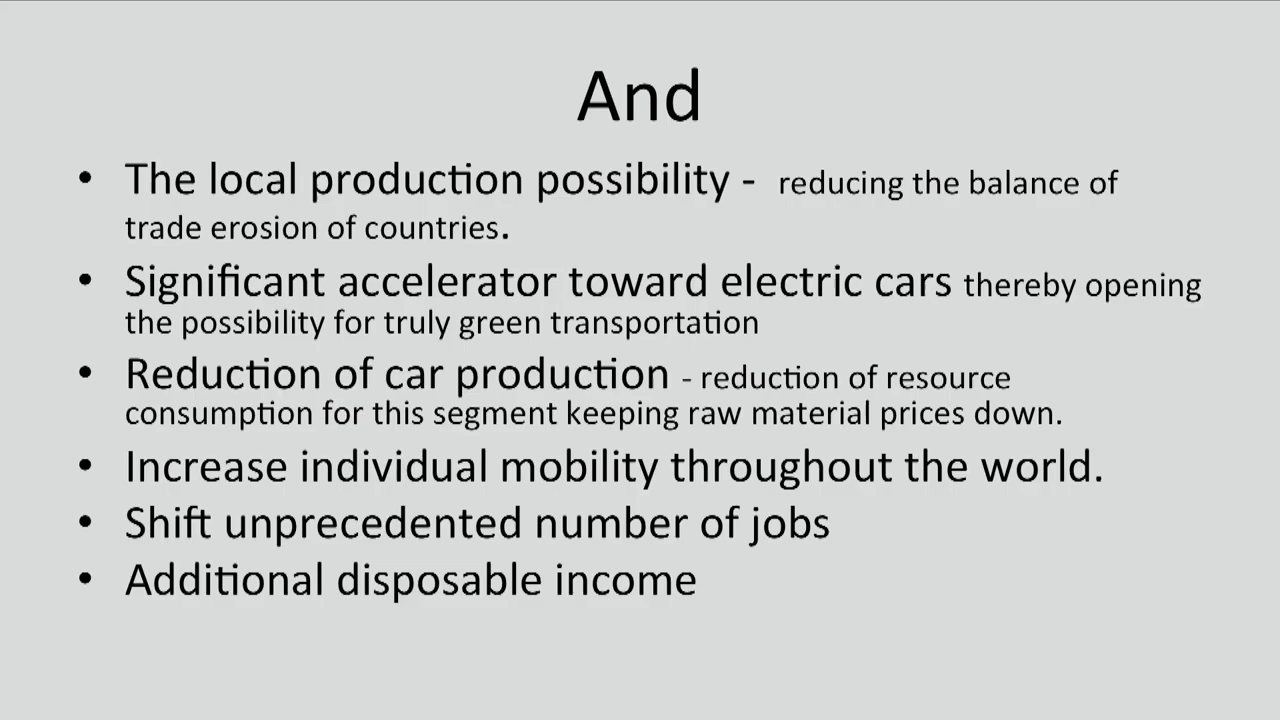 And
• The local production possibility - reducing the balance of
trade erosion of countries.
• Significant accelerator toward electric cars thereby opening
the possibility for truly green transportation
• Reduction of car production - reduction of resource
consumption for this segment keeping raw material prices down.
• Increase individual mobility throughout the world.
• Shift unprecedented number of jobs
• Additional disposable income